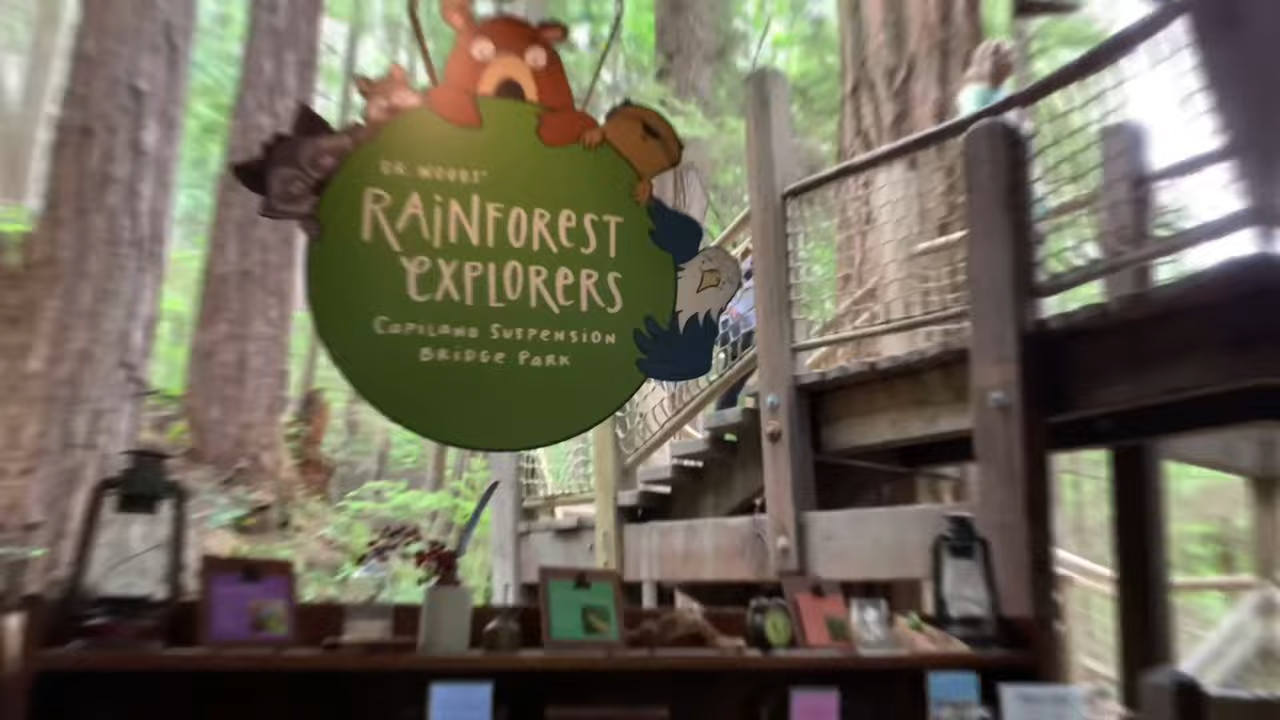 DR. WOODS'
RAiNFOREST
EXPLORERS
CAPILANO SUSPENSION
BRIDGE PARK